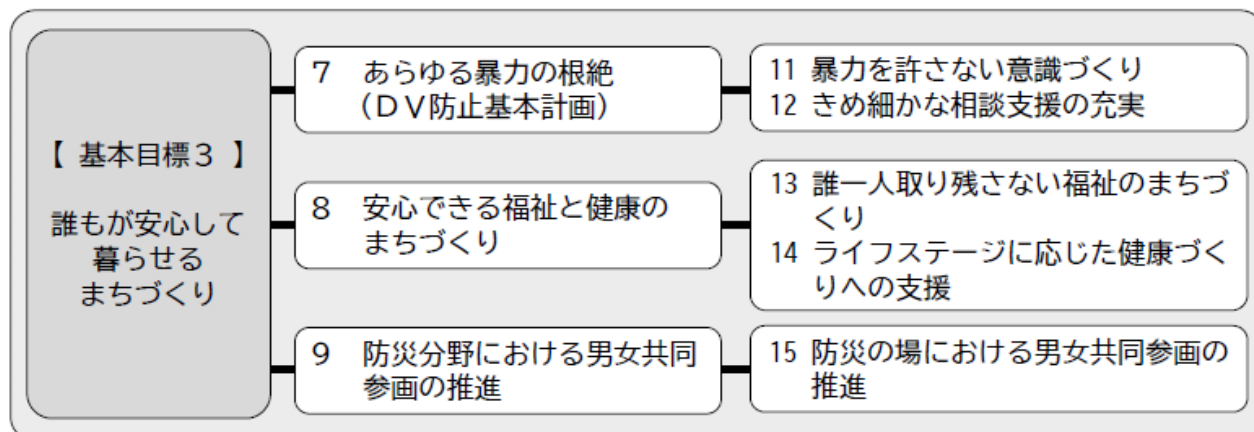 【 基本目標３ 】
誰もが安心して
暮らせる
まちづくり
７ あらゆる暴力の根絶
（ＤＶ防止基本計画）
11 暴力を許さない意識づくり
12 きめ細かな相談支援の充実
８ 安心できる福祉と健康の
まちづくり
13 誰一人取り残さない福祉のまちづ
くり
14 ライフステージに応じた健康づく
りへの支援
９ 防災分野における男女共同
参画の推進
15 防災の場における男女共同参画の
推進